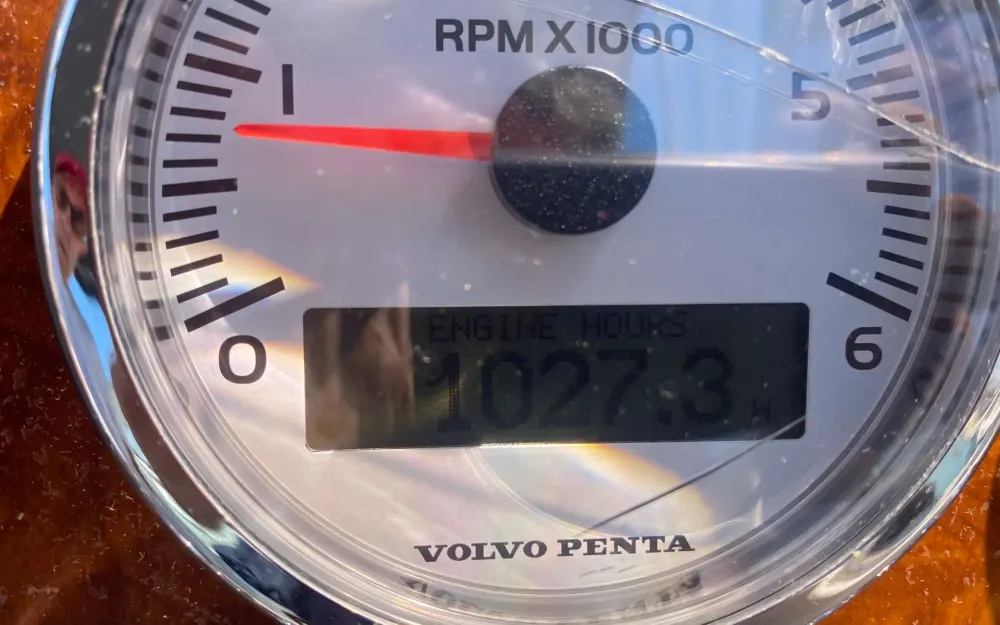 RPM X 1000
1
5
0
6
ENGINE HOURS
1027.3 H
VOLVO PENTA